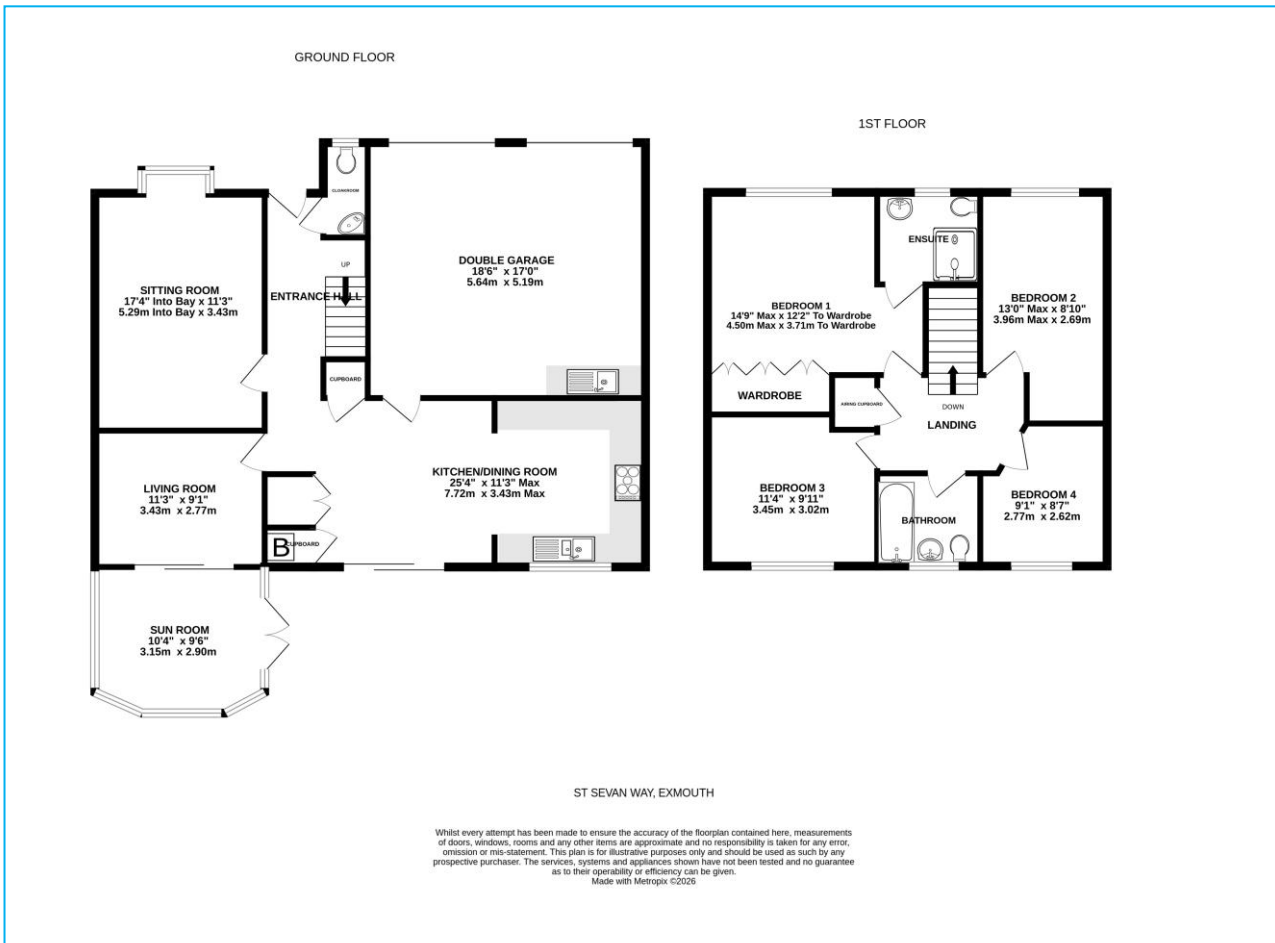 GROUND FLOOR
CLOAKROOM
SITTING ROOM
17'4" Into Bay x 11'3"
5.29m Into Bay x 3.43m
UP
ENTRANCE HALL
DOUBLE GARAGE
18'6" x 17'0"
5.64m x 5.19m
CUPBOARD
LIVING ROOM
11'3" x 9'1"
3.43m x 2.77m
KITCHEN/DINING ROOM
25'4" x 11'3" Max
7.72m x 3.43m Max
B
CUPBOARD
SUN ROOM
10'4" x 9'6"
3.15m x 2.90m
1ST FLOOR
ENSUITE
BEDROOM 1
14'9" Max x 12'2" To Wardrobe
4.50m Max x 3.71m To Wardrobe
BEDROOM 2
13'0" Max x 8'10"
3.96m Max x 2.69m
WARDROBE
AIRING CUPBOARD
DOWN
LANDING
BEDROOM 3
11'4" x 9'11"
3.45m x 3.02m
BATHROOM
BEDROOM 4
9'1" x 8'7"
2.77m x 2.62m
ST SEVAN WAY, EXMOUTH
Whilst every attempt has been made to ensure the accuracy of the floorplan contained here, measurements
of doors, windows, rooms and any other items are approximate and no responsibility is taken for any error,
omission or mis-statement. This plan is for illustrative purposes only and should be used as such by any
prospective purchaser. The services, systems and appliances shown have not been tested and no guarantee
as to their operability or efficiency can be given.
Made with Metropix ©2026